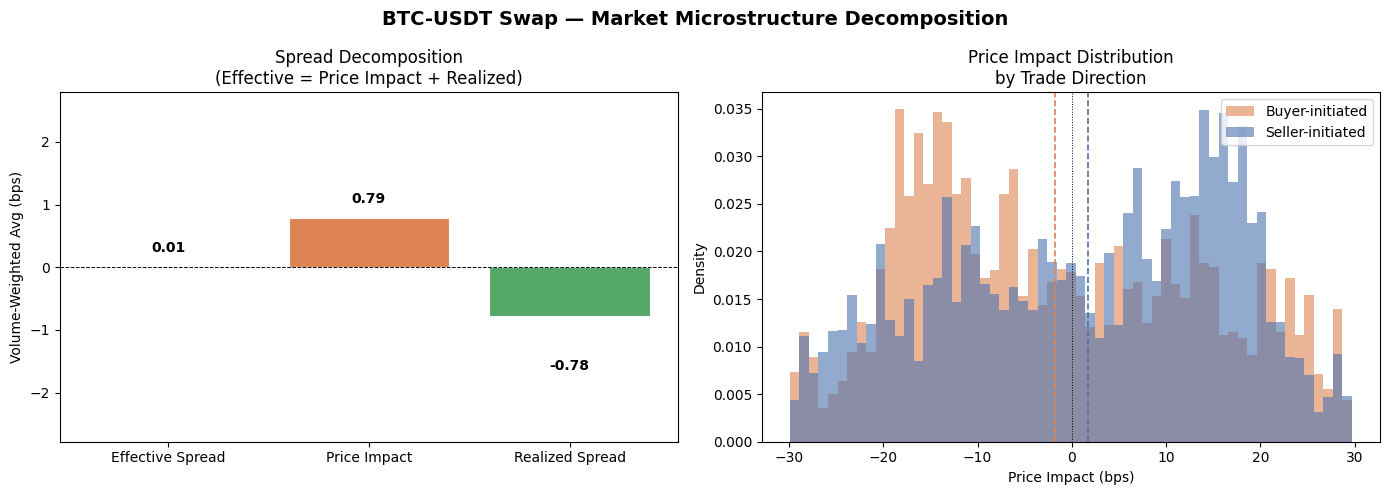 BTC-USDT Swap — Market Microstructure Decomposition
Spread Decomposition
(Effective = Price Impact + Realized)
Volume-Weighted Avg (bps)
2
1
0
−1
−2
0.01
0.79
-0.78
Effective Spread
Price Impact
Realized Spread
Price Impact Distribution
by Trade Direction
Buyer-initiated
Seller-initiated
Density
0.035
0.030
0.025
0.020
0.015
0.010
0.005
0.000
−30
−20
−10
0
10
20
30
Price Impact (bps)